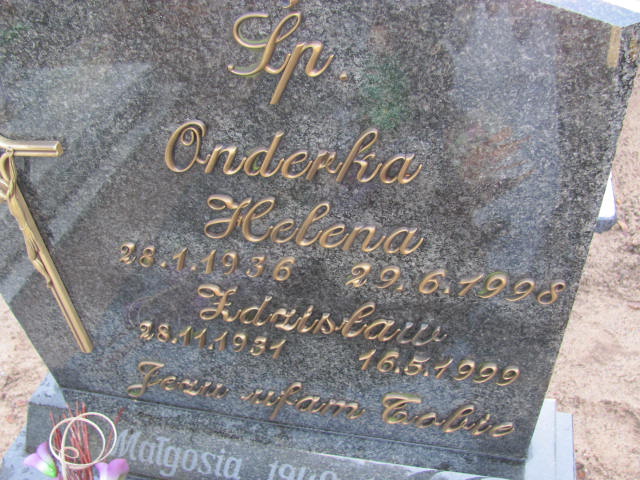 Śp.
Onderka
Helena
28.1.1936 29.6.1998
Zdzisław
28.11.1931 16.5.1999
Jezu ufam Tobie
Małgosia